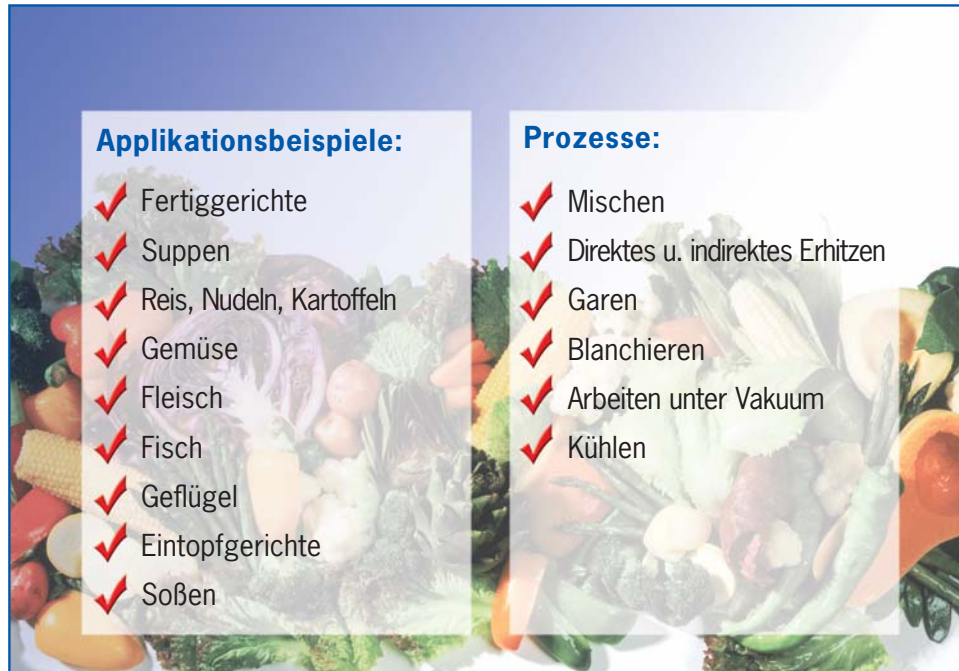 Applikationsbeispiele:
Fertiggerichte
Suppen
Reis, Nudeln, Kartoffeln
Gemüse
Fleisch
Fisch
Geflügel
Eintopfgerichte
Soßen
Prozesse:
Mischen
Direktes u. indirektes Erhitzen
Garen
Blanchieren
Arbeiten unter Vakuum
Kühlen